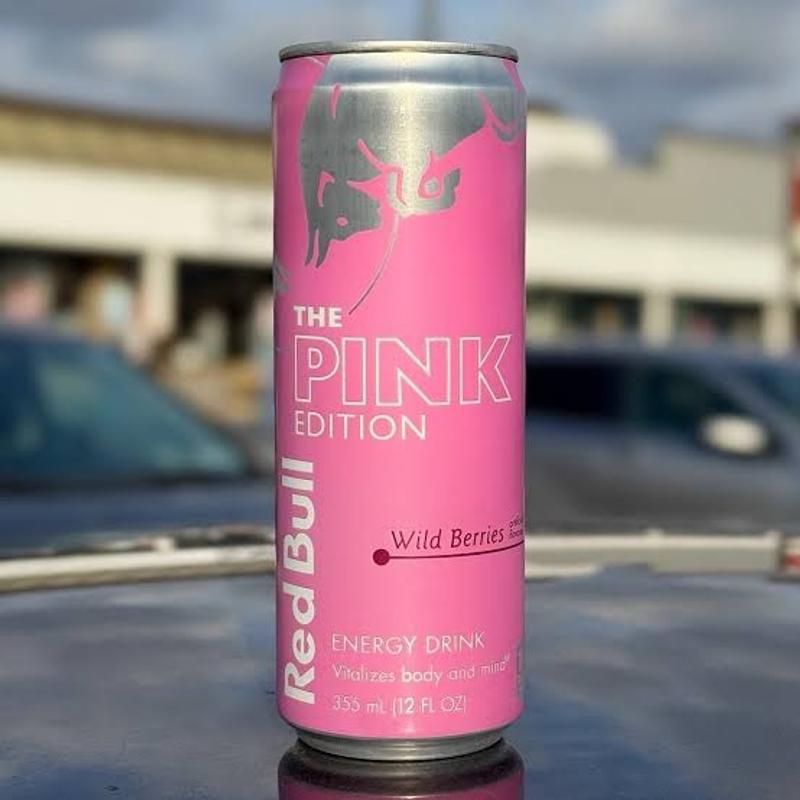 THE
PINK
EDITION
Red Bull
Wild Berries
ENERGY DRINK
Vitalizes body and mind
355 mL (12 FL OZ)